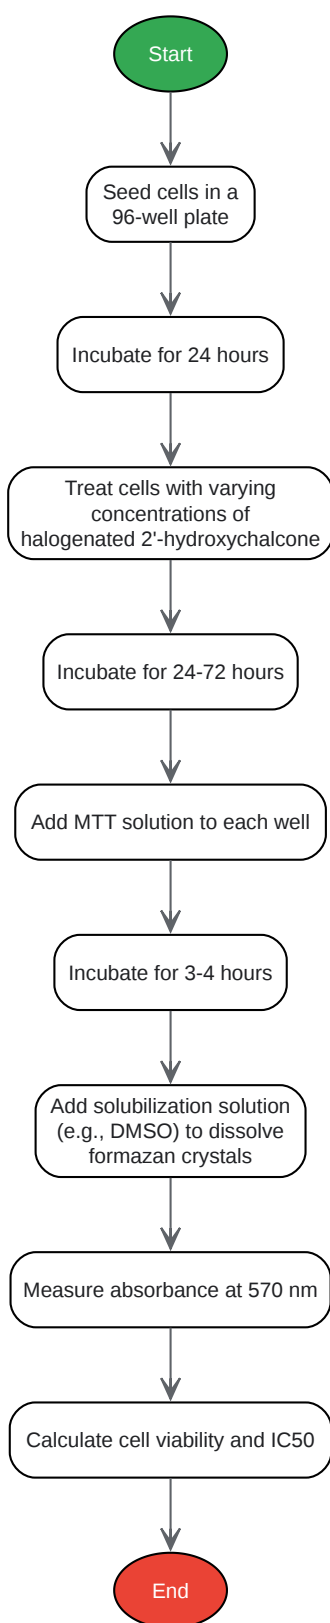 Start
Seed cells in a
96-well plate
Incubate for 24 hours
Treat cells with varying
concentrations of
halogenated 2'-hydroxychalcone
Incubate for 24-72 hours
Add MTT solution to each well
Incubate for 3-4 hours
Add solubilization solution
(e.g., DMSO) to dissolve
formazan crystals
Measure absorbance at 570 nm
Calculate cell viability and IC50
End